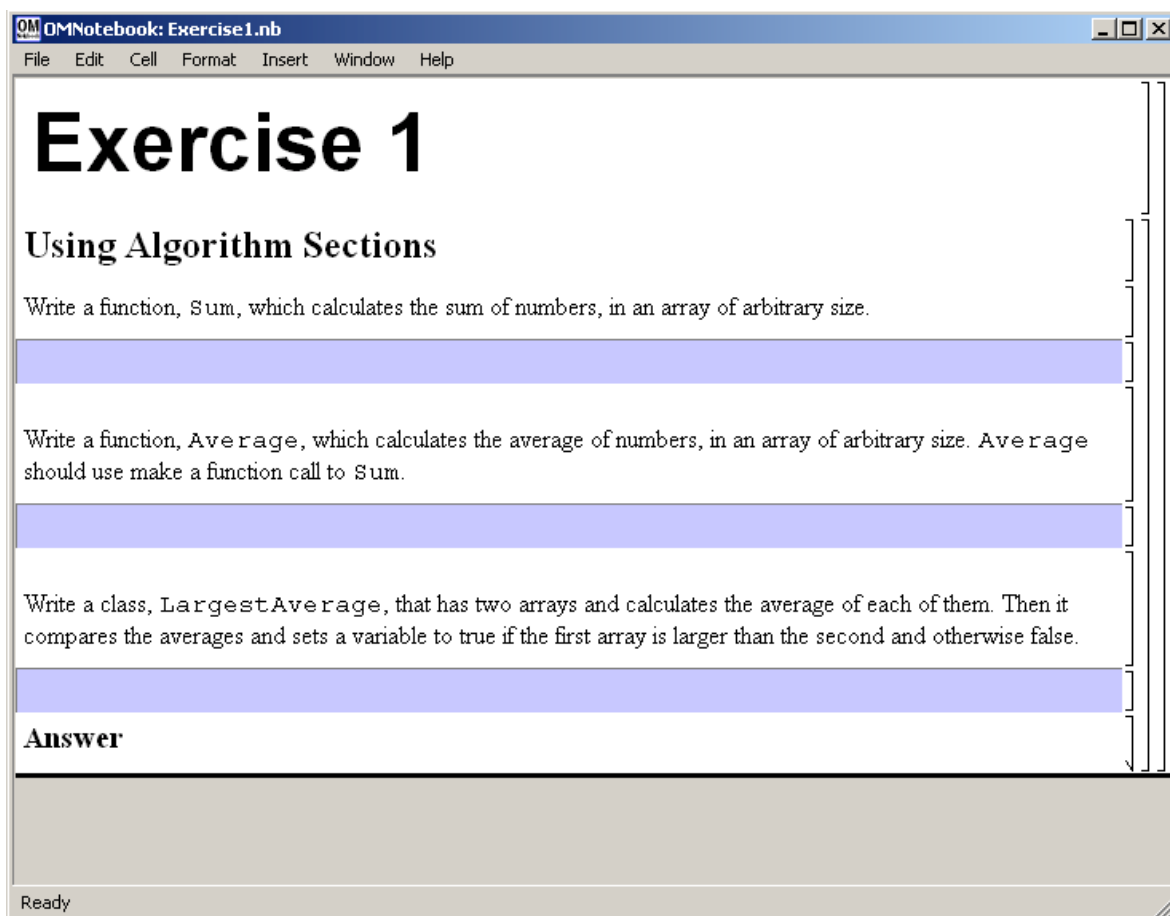 OMNotebook: Exercise1.nb
File Edit Cell Format Insert Window Help
Exercise 1
Using Algorithm Sections
Write a function, Sum, which calculates the sum of numbers, in an array of arbitrary size.
Write a function, Average, which calculates the average of numbers, in an array of arbitrary size. Average
should use make a function call to Sum.
Write a class, LargestAverage, that has two arrays and calculates the average of each of them. Then it
compares the averages and sets a variable to true if the first array is larger than the second and otherwise false.
Answer
Ready